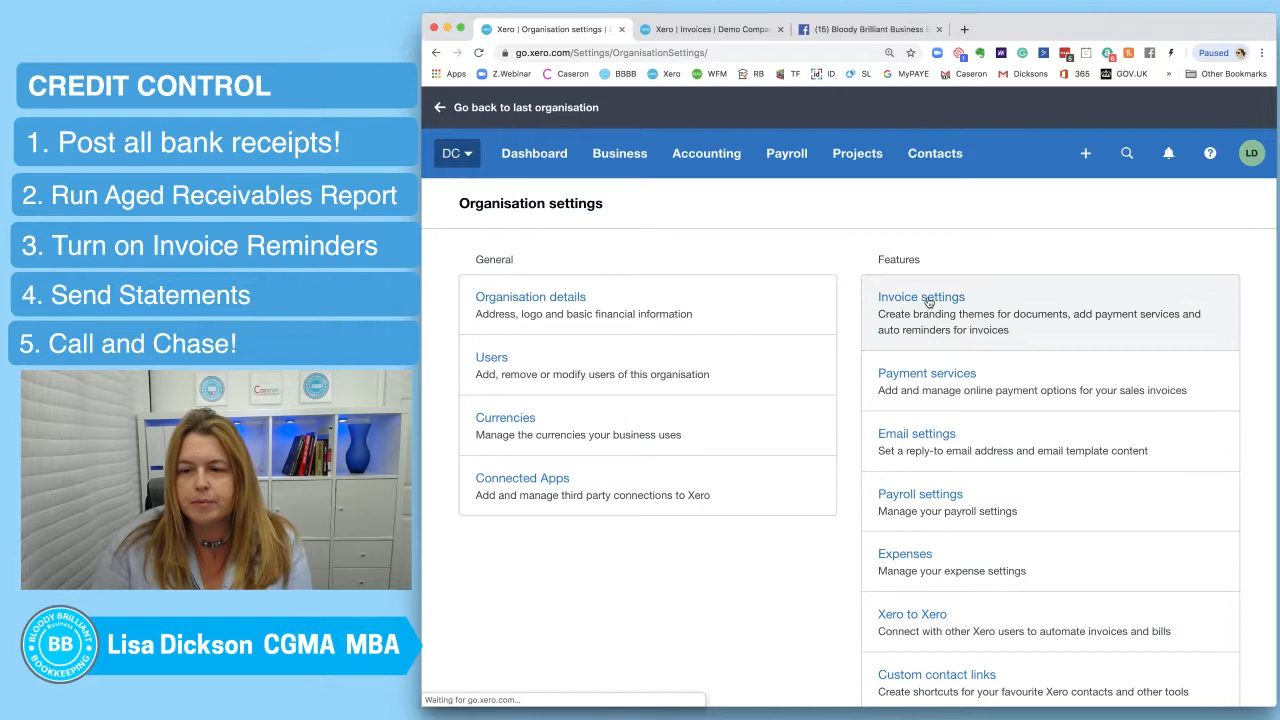 CREDIT CONTROL
1. Post all bank receipts!
2. Run Aged Receivables Report
3. Turn on Invoice Reminders
4. Send Statements
5. Call and Chase!
BLOODY BRILLIANT
Business
BB
BOOKKEEPING
Lisa Dickson CGMA MBA
Xero | Organisation settings |
Xero | Invoices | Demo Compa
(15) Bloody Brilliant Business
go.xero.com/Settings/OrganisationSettings/
Paused
Apps Z.Webinar Caseron BBBB Xero WFM RB TF ID SL MyPAYE Caseron Dicksons 365 GOV.UK » Other Bookmarks
Go back to last organisation
DC Dashboard Business Accounting Payroll Projects Contacts LD
Organisation settings
General
Organisation details
Address, logo and basic financial information
Users
Add, remove or modify users of this organisation
Currencies
Manage the currencies your business uses
Connected Apps
Add and manage third party connections to Xero
Features
Invoice settings
Create branding themes for documents, add payment services and
auto reminders for invoices
Payment services
Add and manage online payment options for your sales invoices
Email settings
Set a reply-to email address and email template content
Payroll settings
Manage your payroll settings
Expenses
Manage your expense settings
Xero to Xero
Connect with other Xero users to automate invoices and bills
Custom contact links
Create shortcuts for your favourite Xero contacts and other tools
Waiting for go.xero.com...